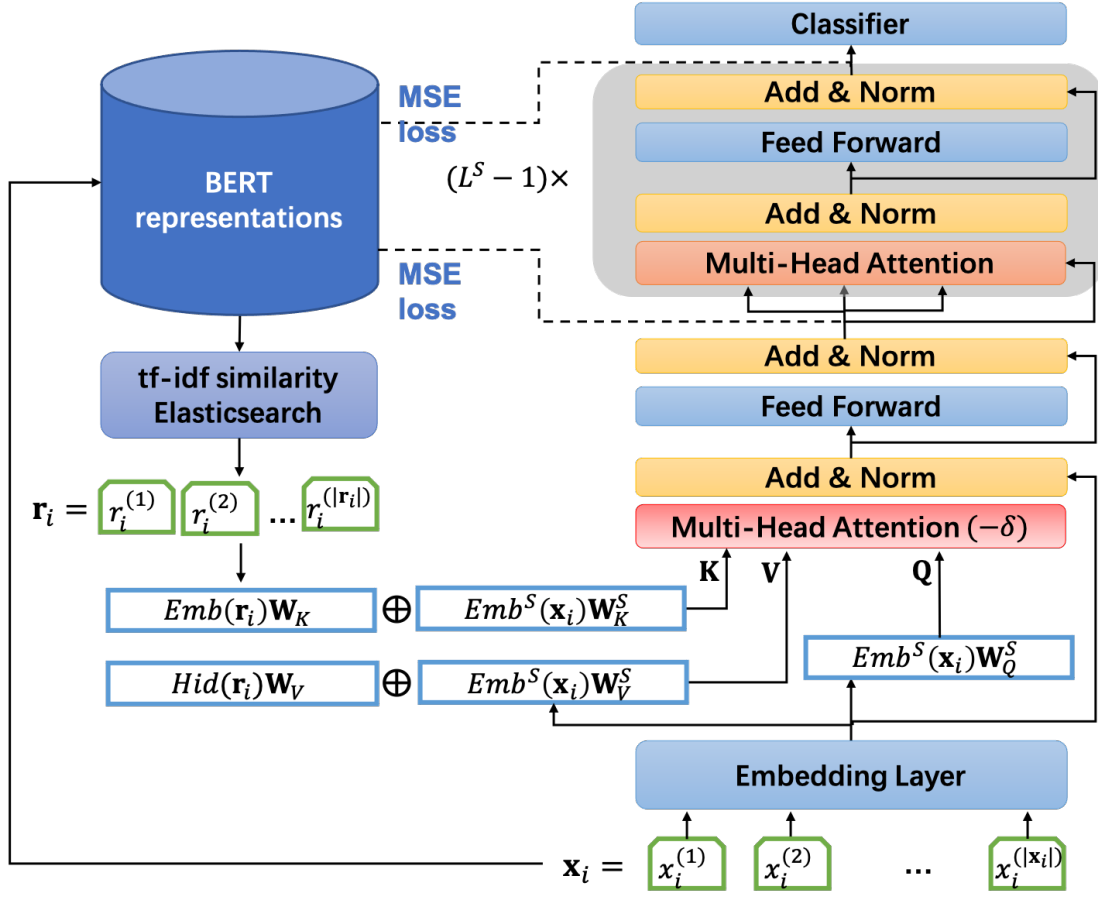 Classifier
Add & Norm
Feed Forward
Add & Norm
Multi-Head Attention
(L^S − 1)×
MSE
loss
BERT
representations
MSE
loss
tf-idf similarity
Elasticsearch
Add & Norm
Feed Forward
Add & Norm
Multi-Head Attention (−δ)
𝐫_i = r_i^(1) r_i^(2) ... r_i^(|𝐫_i|)
K V Q
Emb(𝐫_i)𝐖_K ⊕ Emb^S(𝐱_i)𝐖_K^S
Emb^S(𝐱_i)𝐖_Q^S
Hid(𝐫_i)𝐖_V ⊕ Emb^S(𝐱_i)𝐖_V^S
Embedding Layer
𝐱_i = x_i^(1) x_i^(2) ... x_i^(|𝐱_i|)